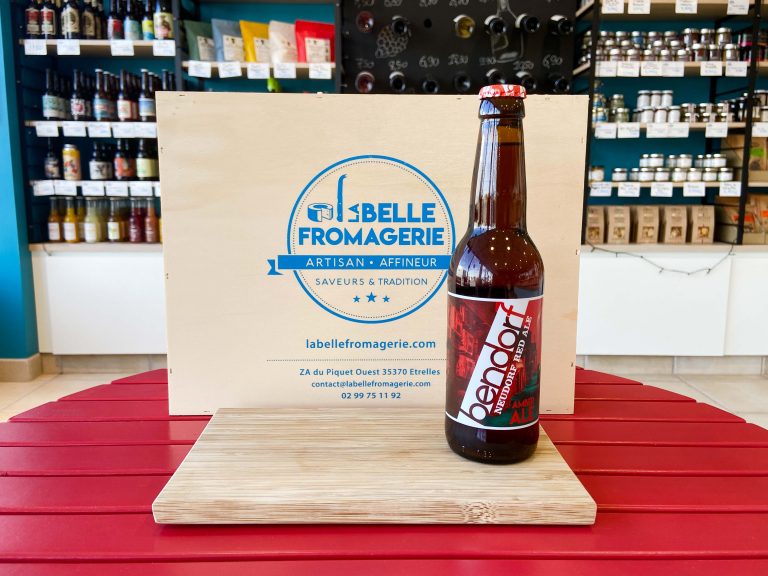 LA BELLE
FROMAGERIE
ARTISAN • AFFINEUR
SAVEURS & TRADITION
labellefromagerie.com
ZA du Piquet Ouest 35370 Etrelles
contact@labellefromagerie.com
02 99 75 11 92
bendorf
NEUDORF RED ALE
AMBER
ALE